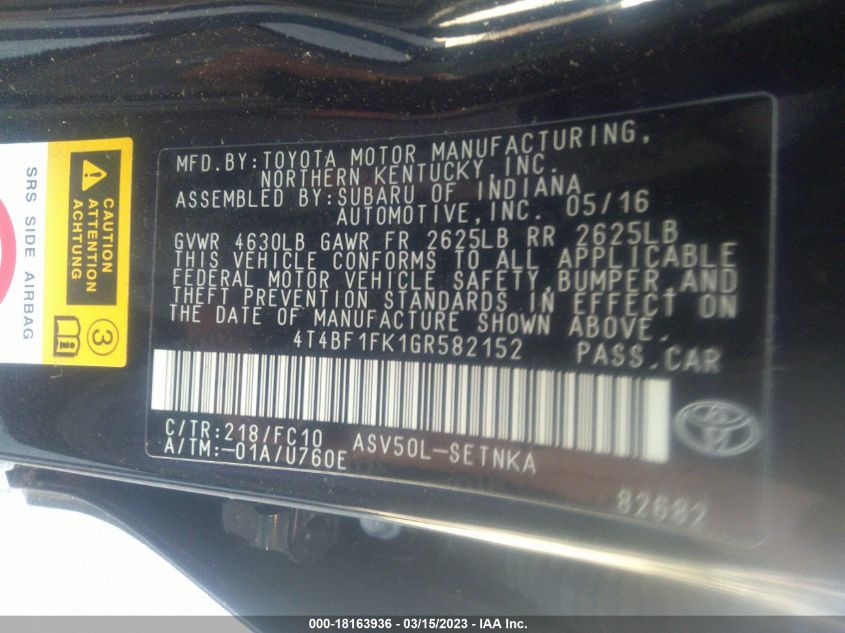 SRS SIDE AIRBAG
CAUTION
ATTENTION
ACHTUNG
3
MFD.BY:TOYOTA MOTOR MANUFACTURING,
NORTHERN KENTUCKY,INC.
ASSEMBLED BY:SUBARU OF INDIANA
AUTOMOTIVE,INC. 05/16
GVWR 4630LB GAWR FR 2625LB RR 2625LB
THIS VEHICLE CONFORMS TO ALL APPLICABLE
FEDERAL MOTOR VEHICLE SAFETY,BUMPER,AND
THEFT PREVENTION STANDARDS IN EFFECT ON
THE DATE OF MANUFACTURE SHOWN ABOVE.
4T4BF1FK1GR582152 PASS.CAR
C/TR:218/FC10 ASV50L-SETNKA
A/TM:-01A/U760E
82682
000-18163936 - 03/15/2023 - IAA Inc.